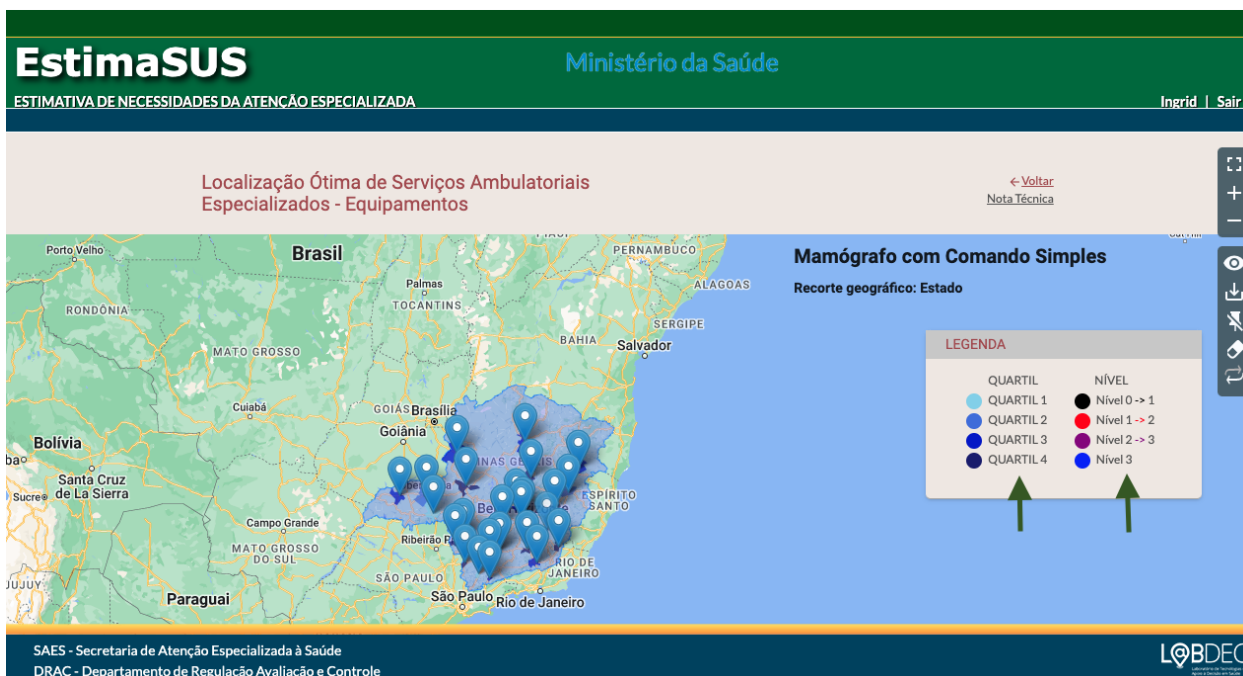 EstimaSUS
Ministério da Saúde
ESTIMATIVA DE NECESSIDADES DA ATENÇÃO ESPECIALIZADA
Ingrid | Sair
Localização Ótima de Serviços Ambulatoriais
Especializados - Equipamentos
←Voltar
Nota Técnica
Mamógrafo com Comando Simples
Recorte geográfico: Estado
LEGENDA
QUARTIL NÍVEL
QUARTIL 1 Nível 0 -> 1
QUARTIL 2 Nível 1 -> 2
QUARTIL 3 Nível 2 -> 3
QUARTIL 4 Nível 3
Porto Velho
Brasil
PERNAMBUCO
Palmas
ALAGOAS
RONDÔNIA
TOCANTINS
SERGIPE
BAHIA
Salvador
MATO GROSSO
Cuiabá
GOIÁS
Brasília
Goiânia
Bolívia
Santa Cruz
de La Sierra
Sucre
ESPÍRITO
SANTO
Campo Grande
MATO GROSSO
DO SUL
RIO DE
JANEIRO
SÃO PAULO
JUJUY
Paraguai
São Paulo
Rio de Janeiro
SAES - Secretaria de Atenção Especializada à Saúde
DRAC - Departamento de Regulação Avaliação e Controle
L@BDEC